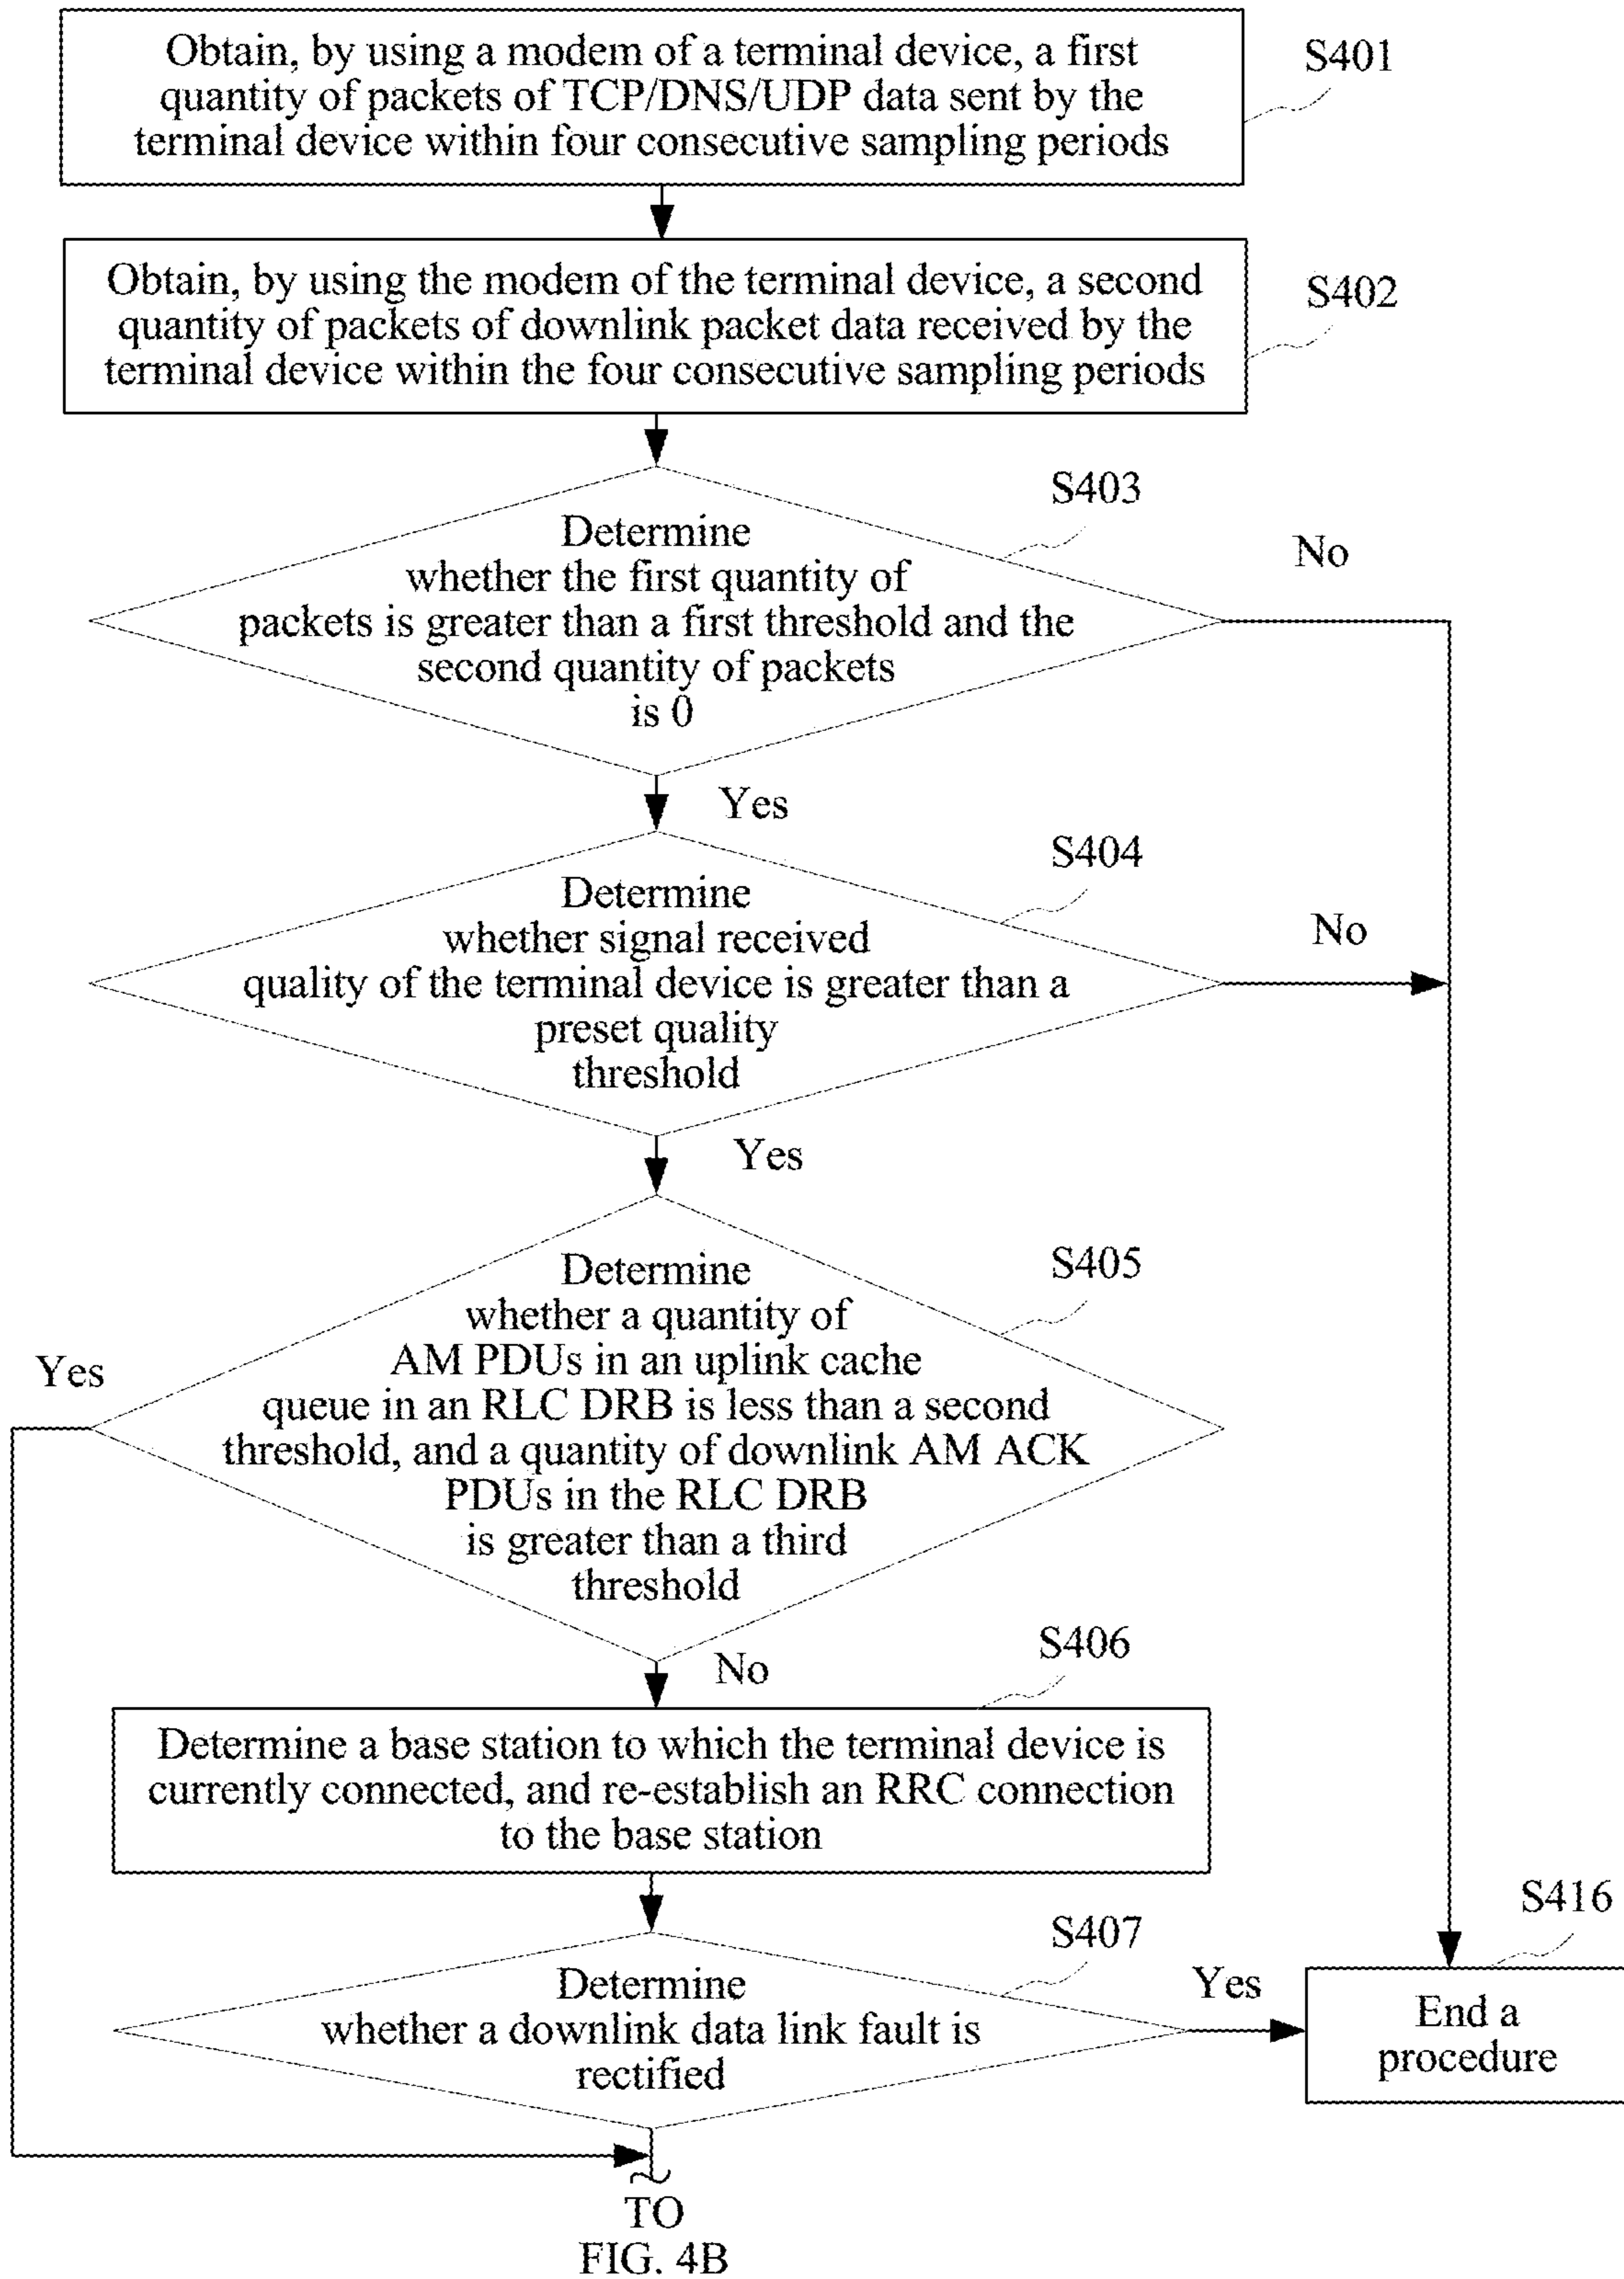 Obtain, by using a modem of a terminal device, a first
quantity of packets of TCP/DNS/UDP data sent by the
terminal device within four consecutive sampling periods
S401
Obtain, by using the modem of the terminal device, a second
quantity of packets of downlink packet data received by the
terminal device within the four consecutive sampling periods
S402
S403
Determine
whether the first quantity of
packets is greater than a first threshold and the
second quantity of packets
is 0
No
Yes
S404
Determine
whether signal received
quality of the terminal device is greater than a
preset quality
threshold
No
Yes
S405
Determine
whether a quantity of
AM PDUs in an uplink cache
queue in an RLC DRB is less than a second
threshold, and a quantity of downlink AM ACK
PDUs in the RLC DRB
is greater than a third
threshold
Yes
No
S406
Determine a base station to which the terminal device is
currently connected, and re-establish an RRC connection
to the base station
S407
Determine
whether a downlink data link fault is
rectified
Yes
S416
End a
procedure
TO
FIG. 4B